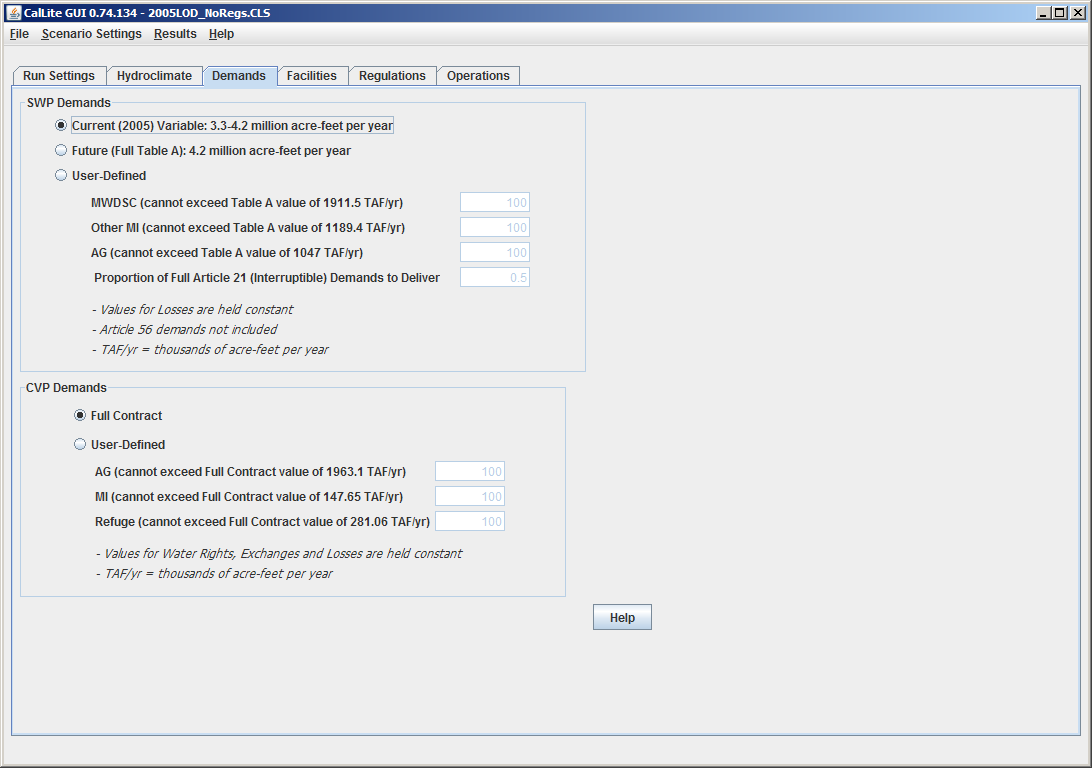 CalLite GUI 0.74.134 - 2005LOD_NoRegs.CLS
File Scenario Settings Results Help
Run Settings Hydroclimate Demands Facilities Regulations Operations
SWP Demands
Current (2005) Variable: 3.3-4.2 million acre-feet per year
Future (Full Table A): 4.2 million acre-feet per year
User-Defined
MWDSC (cannot exceed Table A value of 1911.5 TAF/yr) 100
Other MI (cannot exceed Table A value of 1189.4 TAF/yr) 100
AG (cannot exceed Table A value of 1047 TAF/yr) 100
Proportion of Full Article 21 (Interruptible) Demands to Deliver 0.5
- Values for Losses are held constant
- Article 56 demands not included
- TAF/yr = thousands of acre-feet per year
CVP Demands
Full Contract
User-Defined
AG (cannot exceed Full Contract value of 1963.1 TAF/yr) 100
MI (cannot exceed Full Contract value of 147.65 TAF/yr) 100
Refuge (cannot exceed Full Contract value of 281.06 TAF/yr) 100
- Values for Water Rights, Exchanges and Losses are held constant
- TAF/yr = thousands of acre-feet per year
Help